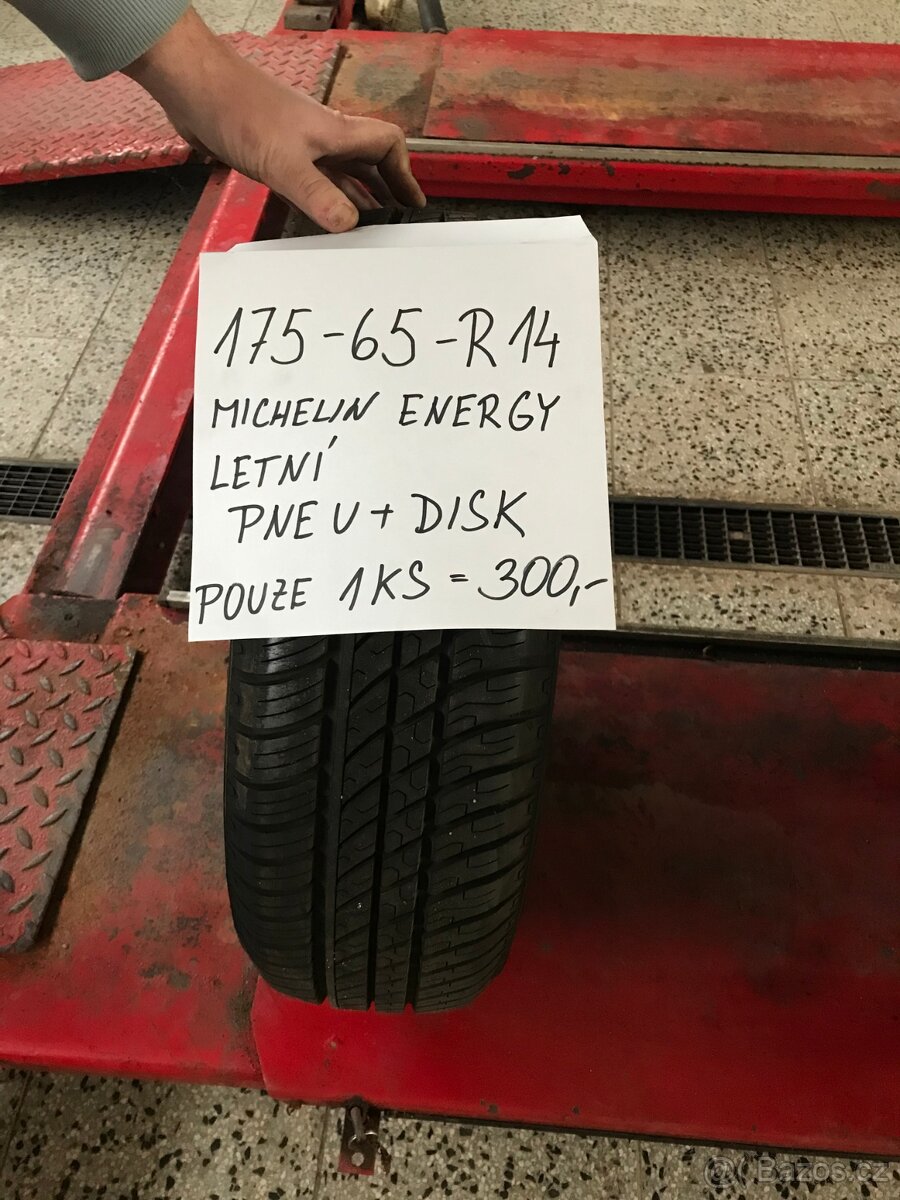 175-65-R14
MICHELIN ENERGY
LETNÍ
PNEU + DISK
POUZE 1KS = 300,-
Bazos.cz